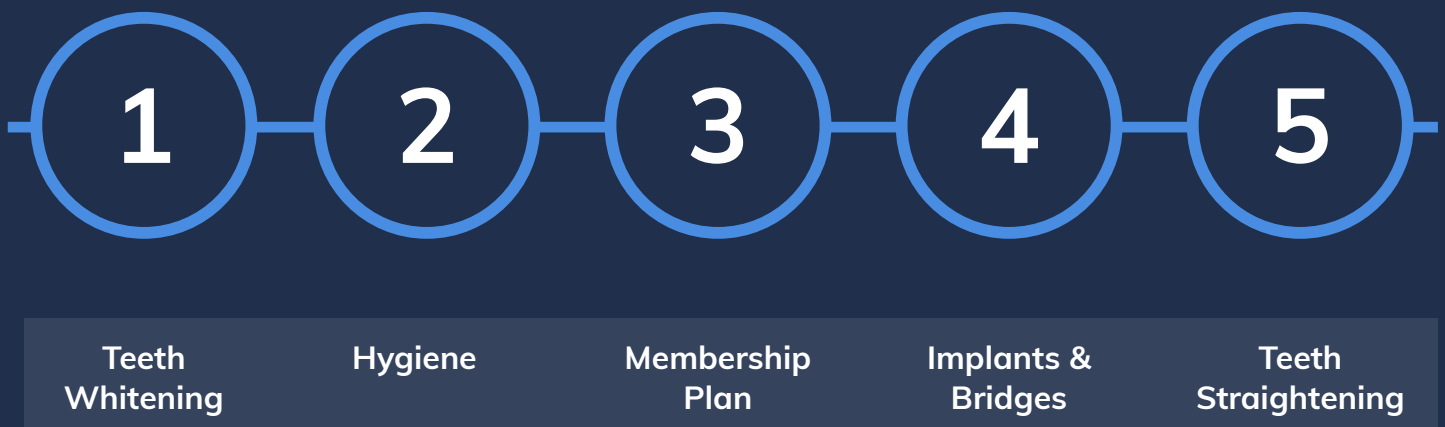 1
2
3
4
5
Teeth
Whitening
Hygiene
Membership
Plan
Implants &
Bridges
Teeth
Straightening